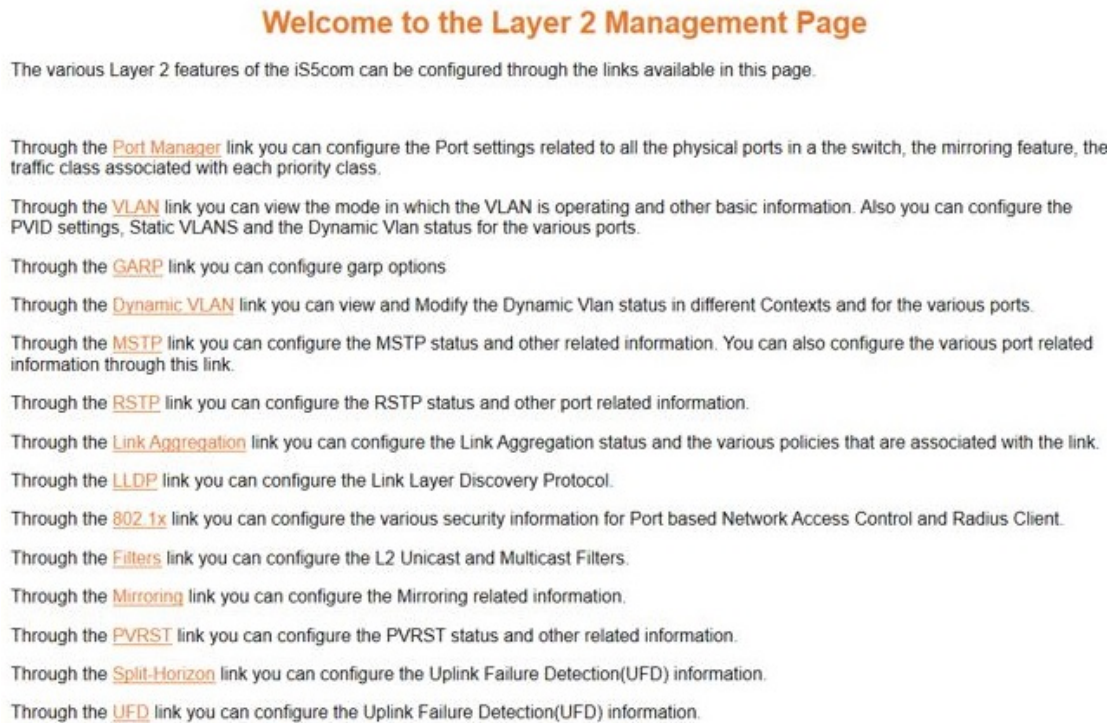 Welcome to the Layer 2 Management Page
The various Layer 2 features of the iS5com can be configured through the links available in this page.
Through the Port Manager link you can configure the Port settings related to all the physical ports in a the switch, the mirroring feature, the
traffic class associated with each priority class.
Through the VLAN link you can view the mode in which the VLAN is operating and other basic information. Also you can configure the
PVID settings, Static VLANS and the Dynamic Vlan status for the various ports.
Through the GARP link you can configure garp options
Through the Dynamic VLAN link you can view and Modify the Dynamic Vlan status in different Contexts and for the various ports.
Through the MSTP link you can configure the MSTP status and other related information. You can also configure the various port related
information through this link.
Through the RSTP link you can configure the RSTP status and other port related information.
Through the Link Aggregation link you can configure the Link Aggregation status and the various policies that are associated with the link.
Through the LLDP link you can configure the Link Layer Discovery Protocol.
Through the 802.1x link you can configure the various security information for Port based Network Access Control and Radius Client.
Through the Filters link you can configure the L2 Unicast and Multicast Filters.
Through the Mirroring link you can configure the Mirroring related information.
Through the PVRST link you can configure the PVRST status and other related information.
Through the Split-Horizon link you can configure the Uplink Failure Detection(UFD) information.
Through the UFD link you can configure the Uplink Failure Detection(UFD) information.